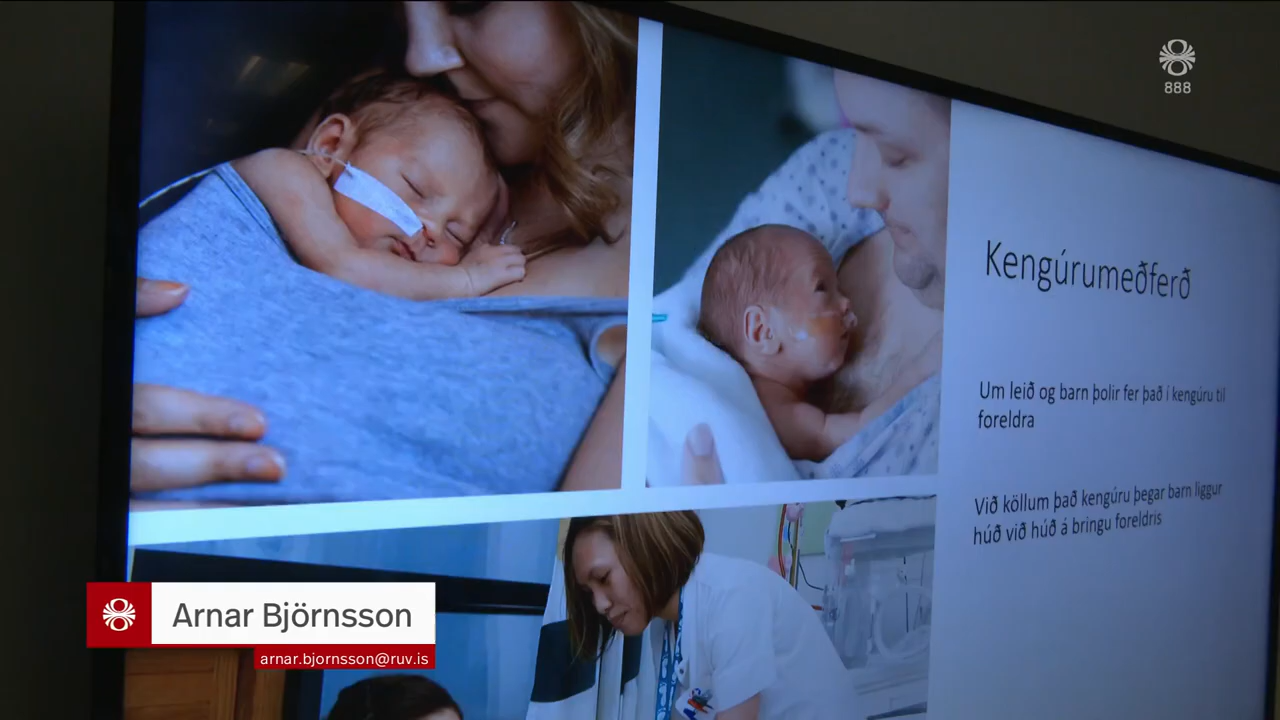 888
Kengúrumeðferð
Um leið og barn þolir fer það í kengúru til
foreldra
Við köllum það kengúru þegar barn liggur
húð við húð á bringu foreldris
Arnar Björnsson
arnar.bjornsson@ruv.is